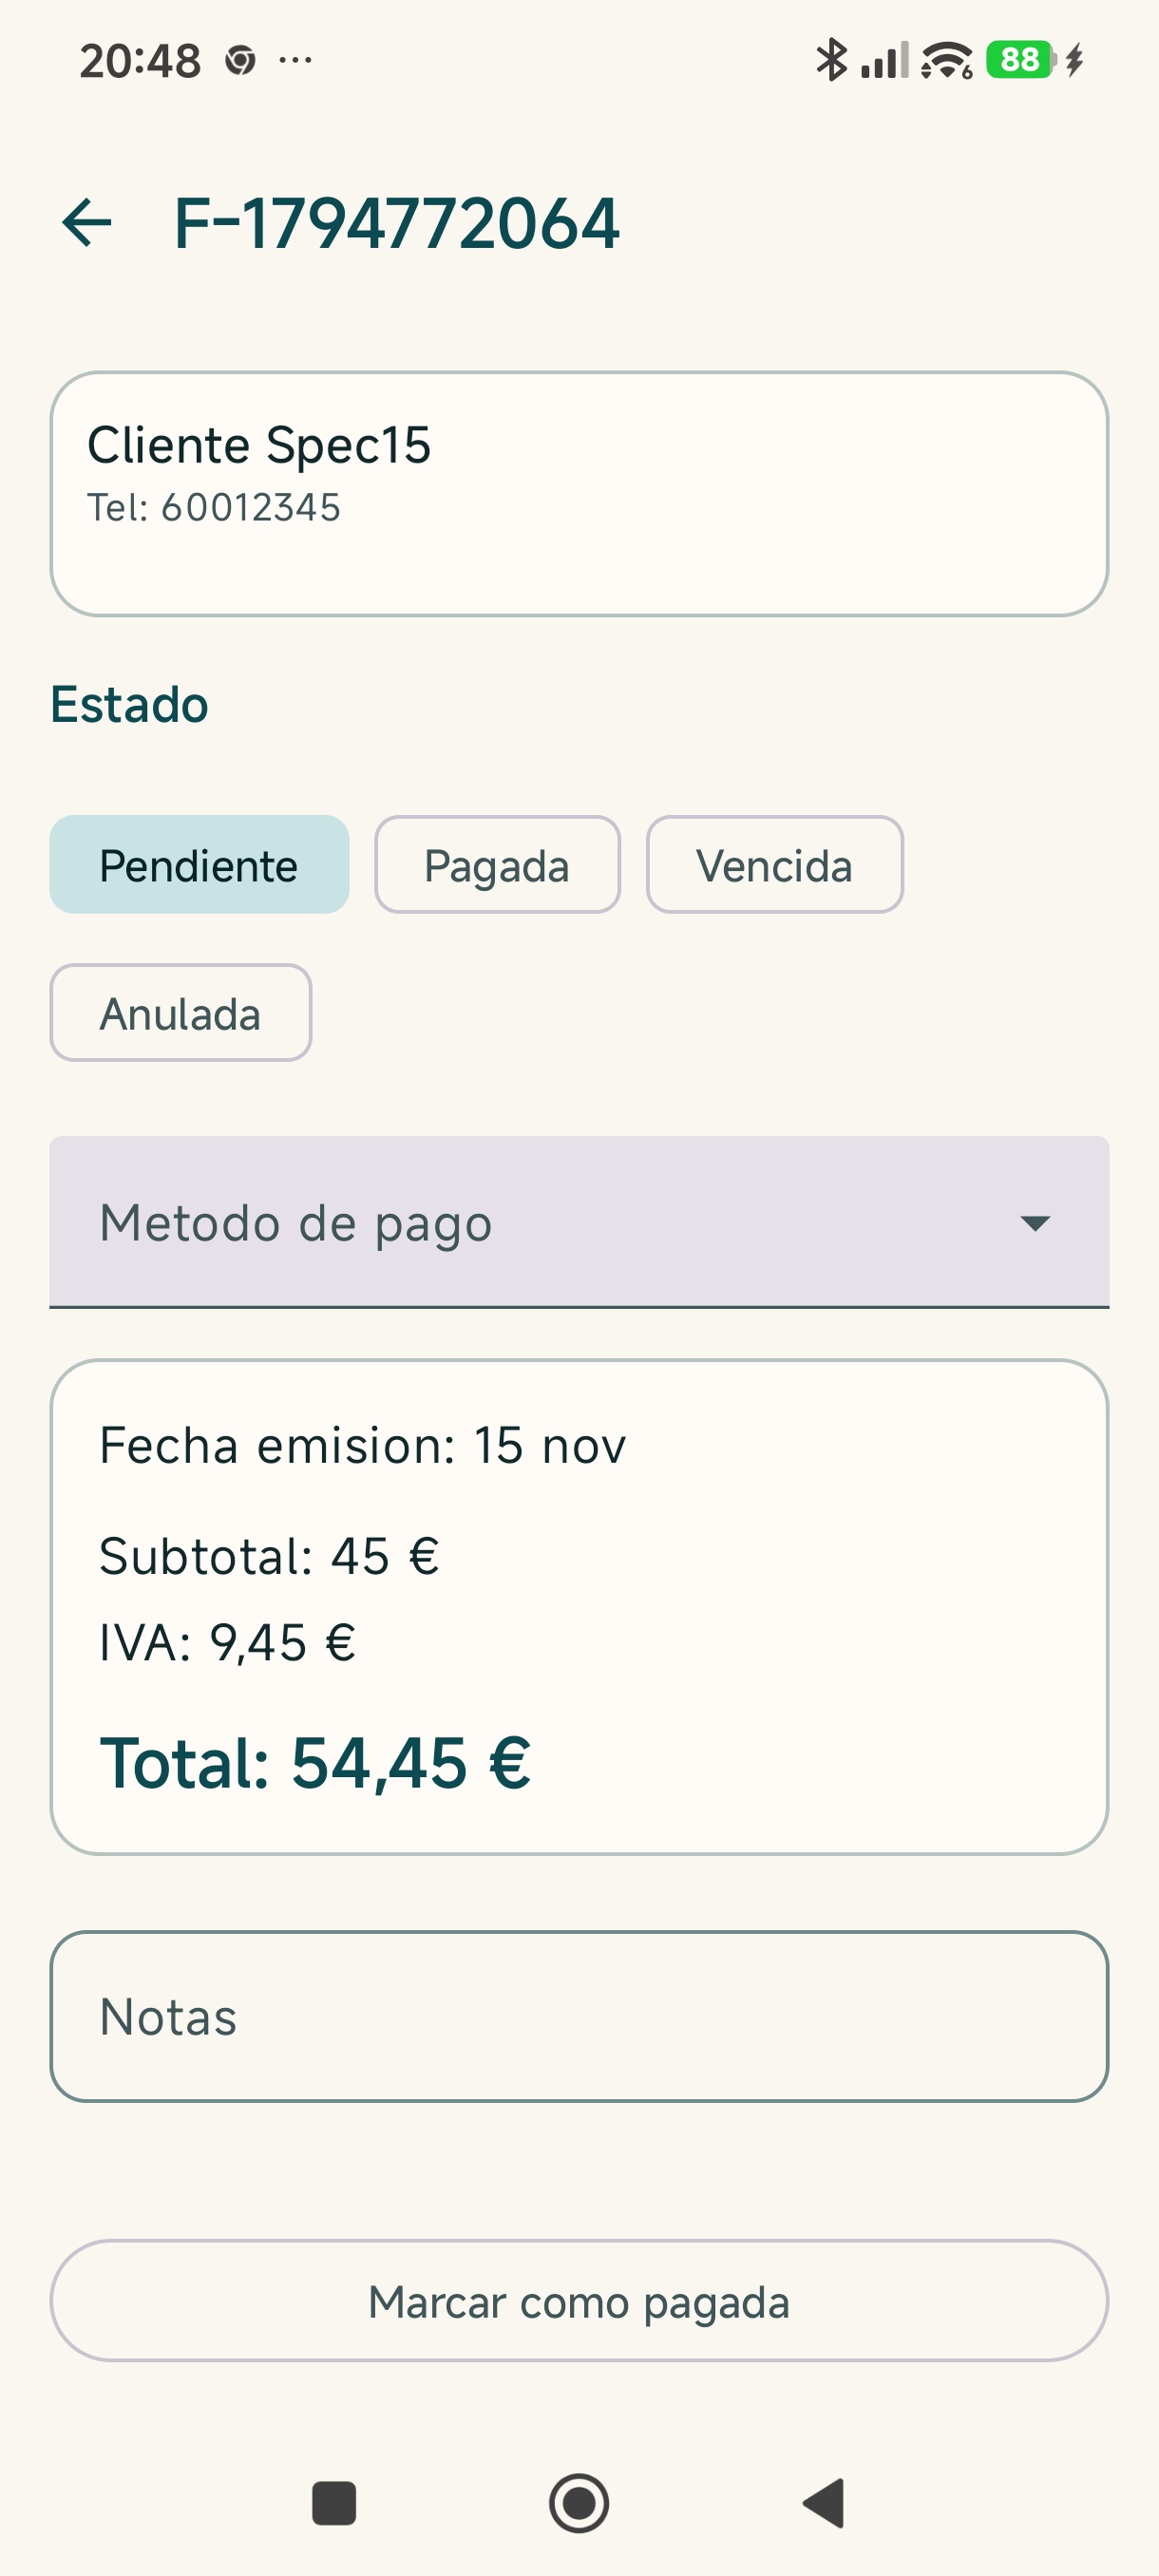 20:48 ... 6 88
F-1794772064
Cliente Spec15
Tel: 60012345
Estado
Pendiente Pagada Vencida
Anulada
Metodo de pago
Fecha emision: 15 nov
Subtotal: 45 €
IVA: 9,45 €
Total: 54,45 €
Notas
Marcar como pagada